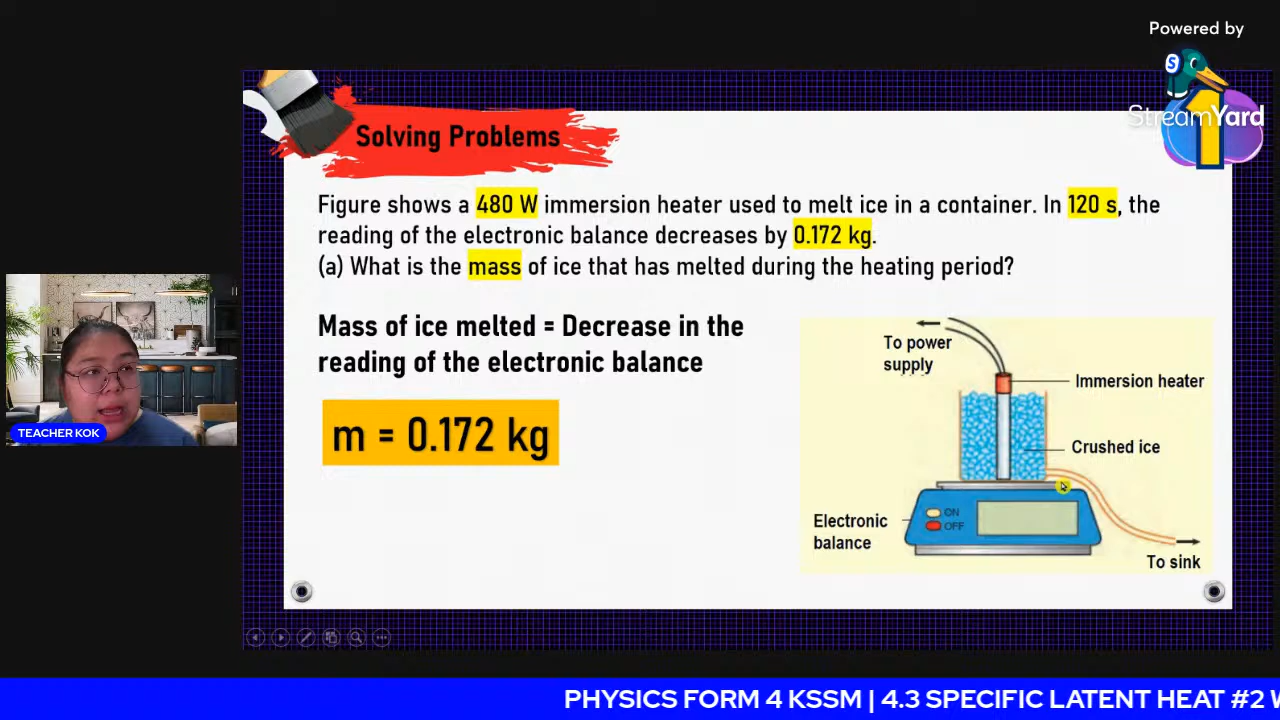 Powered by
StreamYard
Solving Problems
Figure shows a 480 W immersion heater used to melt ice in a container. In 120 s, the
reading of the electronic balance decreases by 0.172 kg.
(a) What is the mass of ice that has melted during the heating period?
Mass of ice melted = Decrease in the
reading of the electronic balance
m = 0.172 kg
To power
supply
Immersion heater
Crushed ice
ON
OFF
Electronic
balance
To sink
TEACHER KOK
PHYSICS FORM 4 KSSM | 4.3 SPECIFIC LATENT HEAT #2